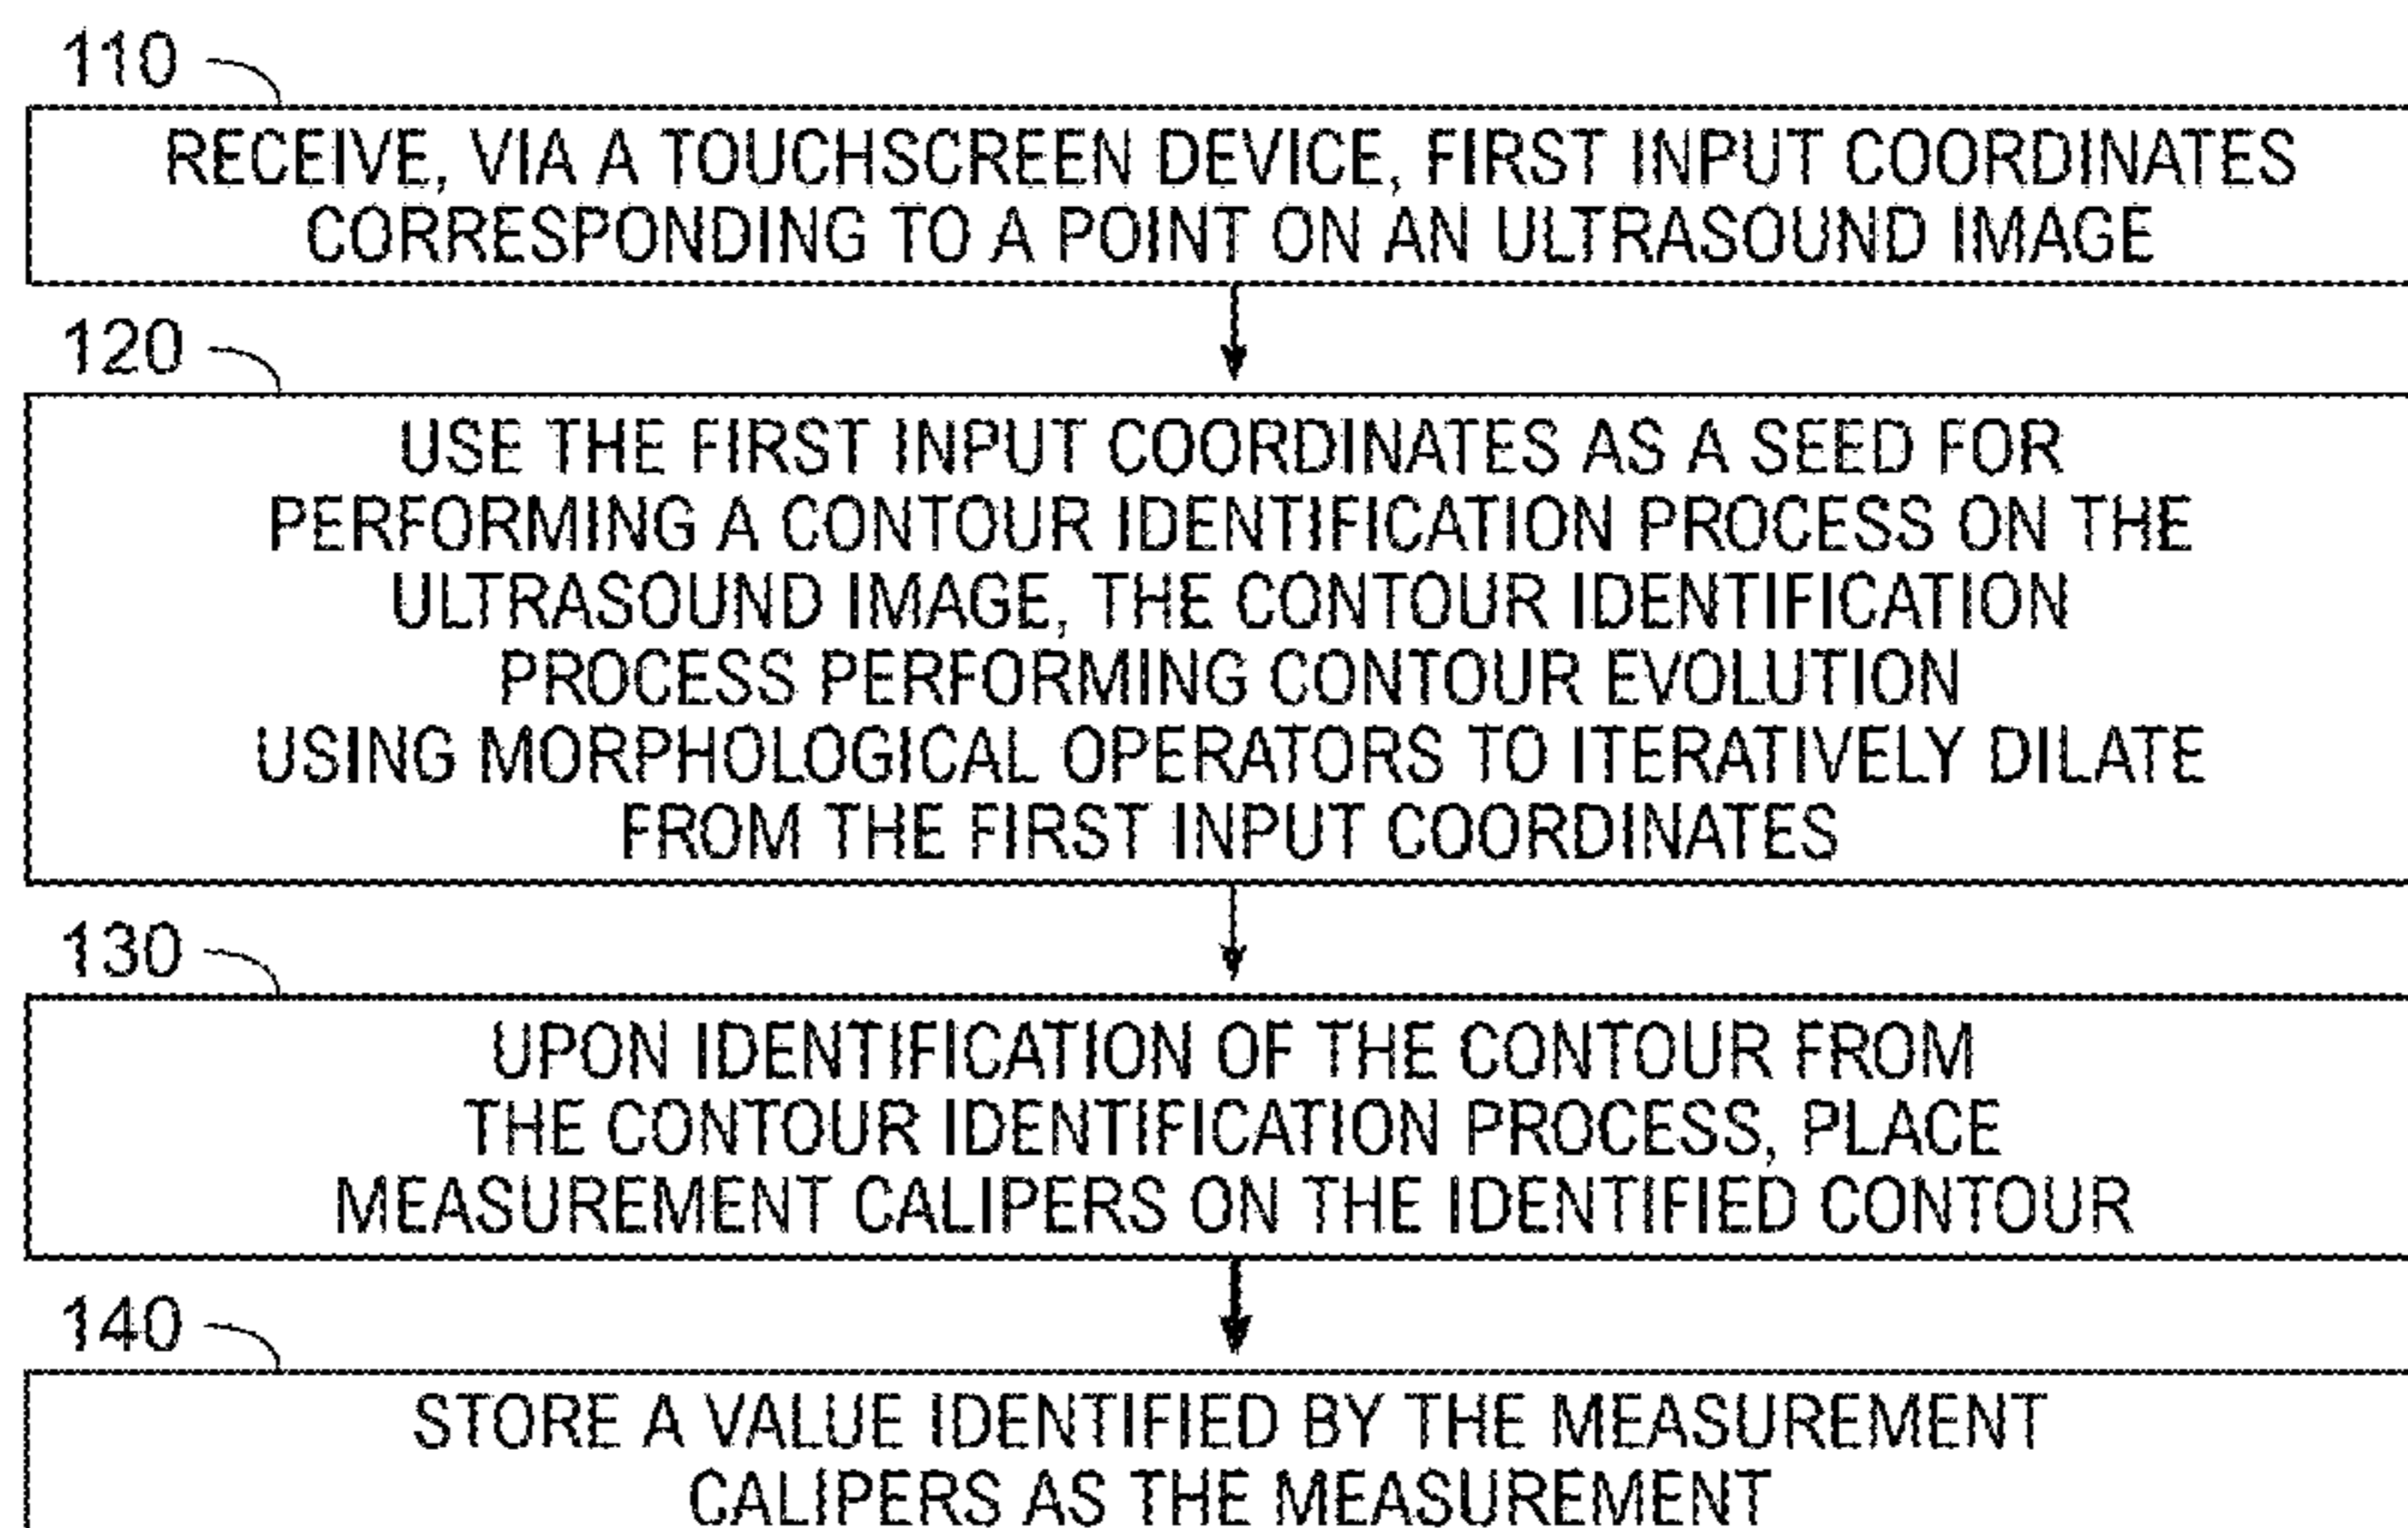 110
RECEIVE, VIA A TOUCHSCREEN DEVICE, FIRST INPUT COORDINATES
CORRESPONDING TO A POINT ON AN ULTRASOUND IMAGE
120
USE THE FIRST INPUT COORDINATES AS A SEED FOR
PERFORMING A CONTOUR IDENTIFICATION PROCESS ON THE
ULTRASOUND IMAGE, THE CONTOUR IDENTIFICATION
PROCESS PERFORMING CONTOUR EVOLUTION
USING MORPHOLOGICAL OPERATORS TO ITERATIVELY DILATE
FROM THE FIRST INPUT COORDINATES
130
UPON IDENTIFICATION OF THE CONTOUR FROM
THE CONTOUR IDENTIFICATION PROCESS, PLACE
MEASUREMENT CALIPERS ON THE IDENTIFIED CONTOUR
140
STORE A VALUE IDENTIFIED BY THE MEASUREMENT
CALIPERS AS THE MEASUREMENT